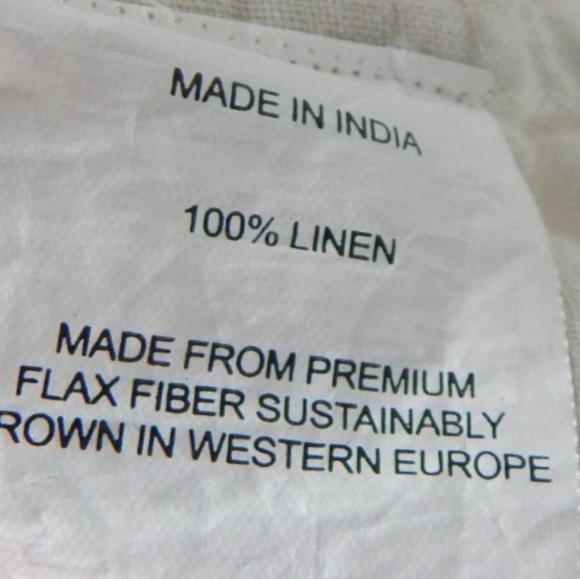 MADE IN INDIA
100% LINEN
MADE FROM PREMIUM
FLAX FIBER SUSTAINABLY
ROWN IN WESTERN EUROPE